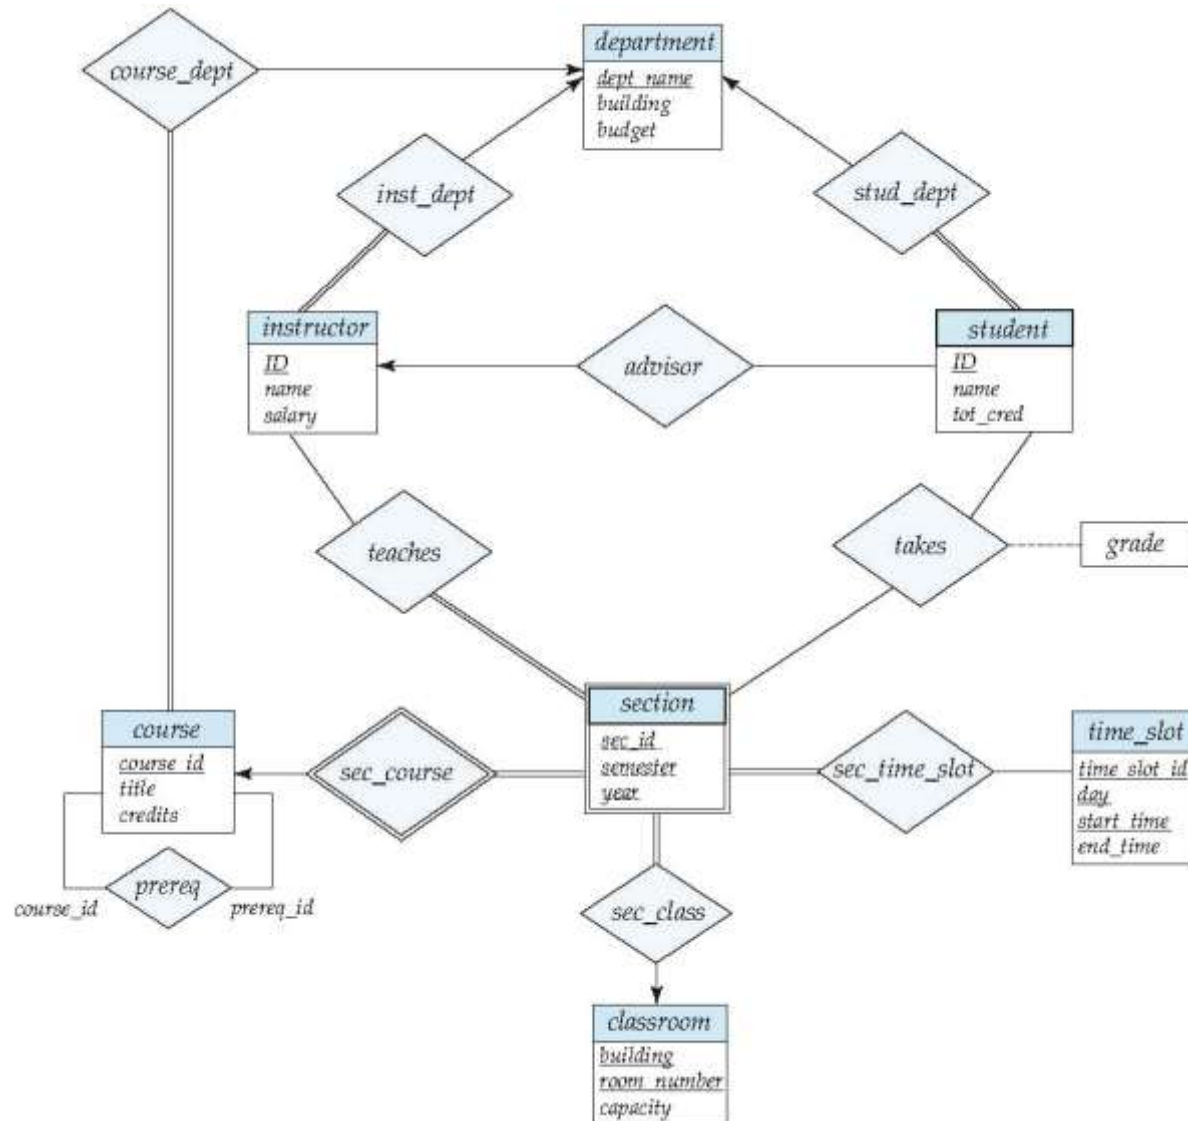 course_dept
department
dept_name
building
budget
inst_dept
stud_dept
instructor
ID
name
salary
advisor
student
ID
name
tot_cred
teaches
takes
grade
course
course_id
title
credits
sec_course
section
sec_id
semester
year
sec_time_slot
time_slot
time_slot_id
day
start_time
end_time
prereq
course_id
prereq_id
sec_class
classroom
building
room_number
capacity